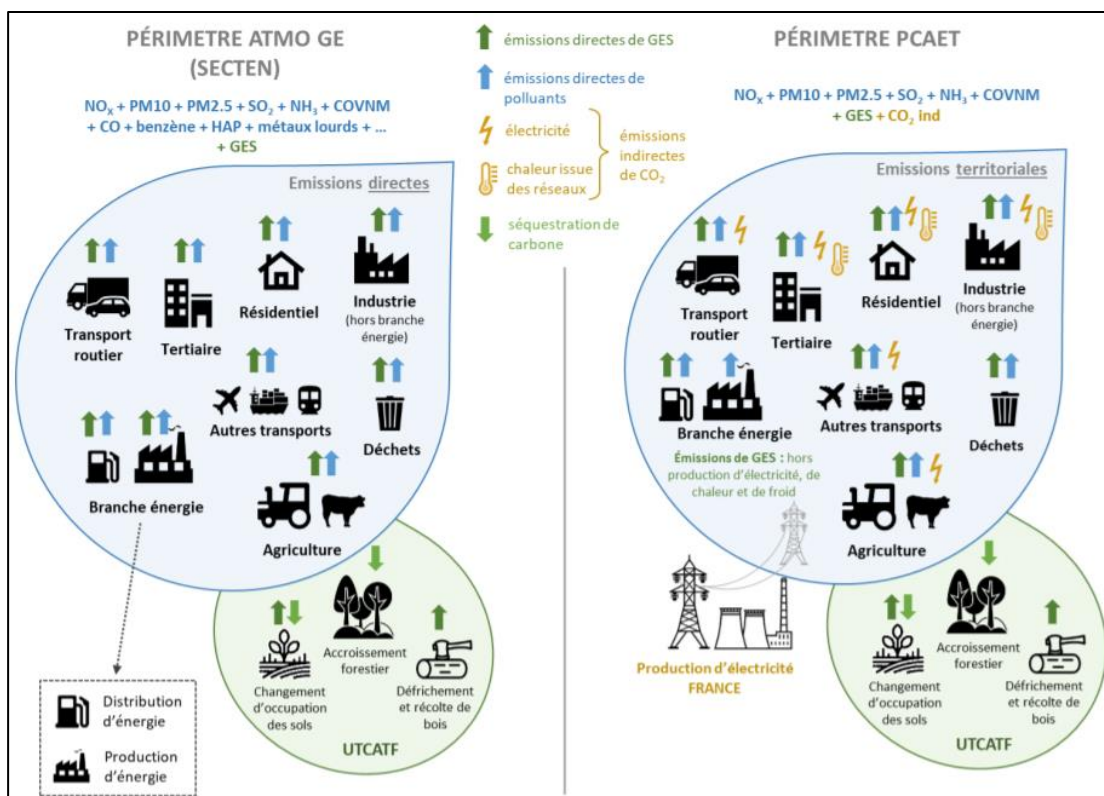 PÉRIMETRE ATMO GE
(SECTEN)
NOX + PM10 + PM2.5 + SO2 + NH3 + COVNM
+ CO + benzène + HAP + métaux lourds + ...
+ GES
Emissions directes
Transport
routier
Tertiaire
Résidentiel
Industrie
(hors branche
énergie)
Autres transports
Déchets
Branche énergie
Agriculture
Accroissement
forestier
Changement
d'occupation
des sols
Défrichement
et récolte de
bois
UTCATF
Distribution
d'énergie
Production
d'énergie
émissions directes de GES
émissions directes de
polluants
électricité
chaleur issue
des réseaux
émissions
indirectes
de CO2
séquestration de
carbone
PÉRIMETRE PCAET
NOX + PM10 + PM2.5 + SO2 + NH3 + COVNM
+ GES + CO2 ind
Emissions territoriales
Transport
routier
Tertiaire
Résidentiel
Industrie
(hors branche
énergie)
Branche énergie
Émissions de GES : hors
production d'électricité, de
chaleur et de froid
Autres transports
Déchets
Agriculture
Production d'électricité
FRANCE
Accroissement
forestier
Changement
d'occupation
des sols
Défrichement
et récolte de
bois
UTCATF